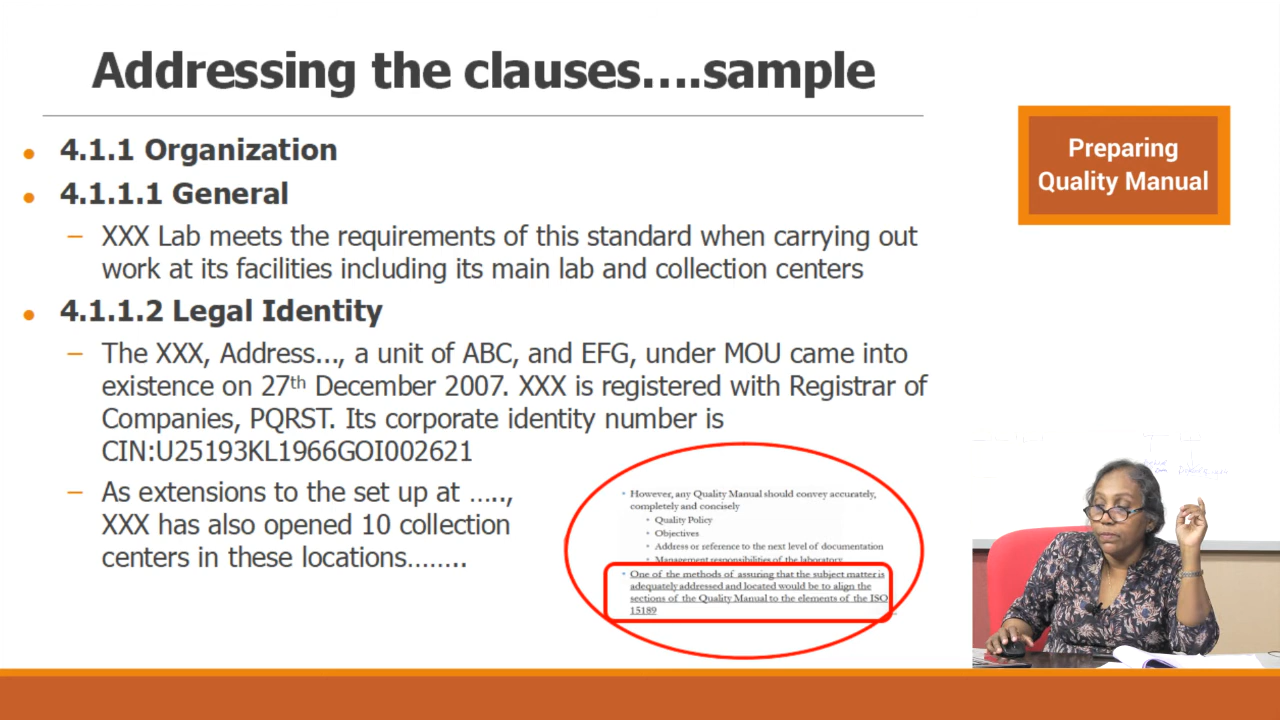 Addressing the clauses….sample
• 4.1.1 Organization
• 4.1.1.1 General
– XXX Lab meets the requirements of this standard when carrying out
work at its facilities including its main lab and collection centers
• 4.1.1.2 Legal Identity
– The XXX, Address..., a unit of ABC, and EFG, under MOU came into
existence on 27th December 2007. XXX is registered with Registrar of
Companies, PQRST. Its corporate identity number is
CIN:U25193KL1966GOI002621
– As extensions to the set up at .....,
XXX has also opened 10 collection
centers in these locations........
Preparing
Quality Manual
• However, any Quality Manual should convey accurately,
completely and concisely
• Quality Policy
• Objectives
• Address or reference to the next level of documentation
• Management responsibilities of the laboratory
• One of the methods of assuring that the subject matter is
adequately addressed and located would be to align the
sections of the Quality Manual to the elements of the ISO
15189